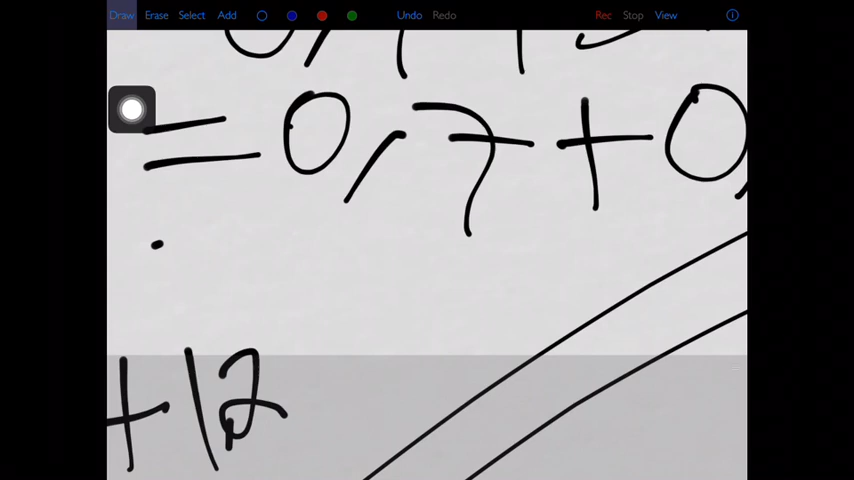 Draw Erase Select Add Undo Redo Rec Stop View
= 0,7 + 0,
+12